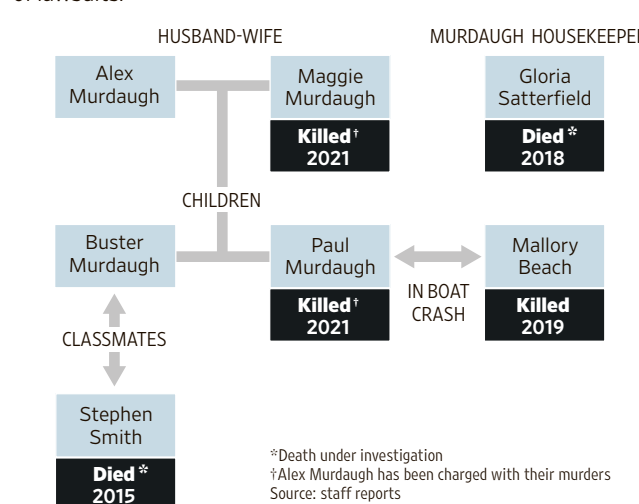 HUSBAND-WIFE
MURDAUGH HOUSEKEEPER
Alex
Murdaugh
Maggie
Murdaugh
Killed†
2021
Gloria
Satterfield
Died*
2018
CHILDREN
Buster
Murdaugh
Paul
Murdaugh
Killed†
2021
IN BOAT
CRASH
Mallory
Beach
Killed
2019
CLASSMATES
Stephen
Smith
Died*
2015
*Death under investigation
†Alex Murdaugh has been charged with their murders
Source: staff reports